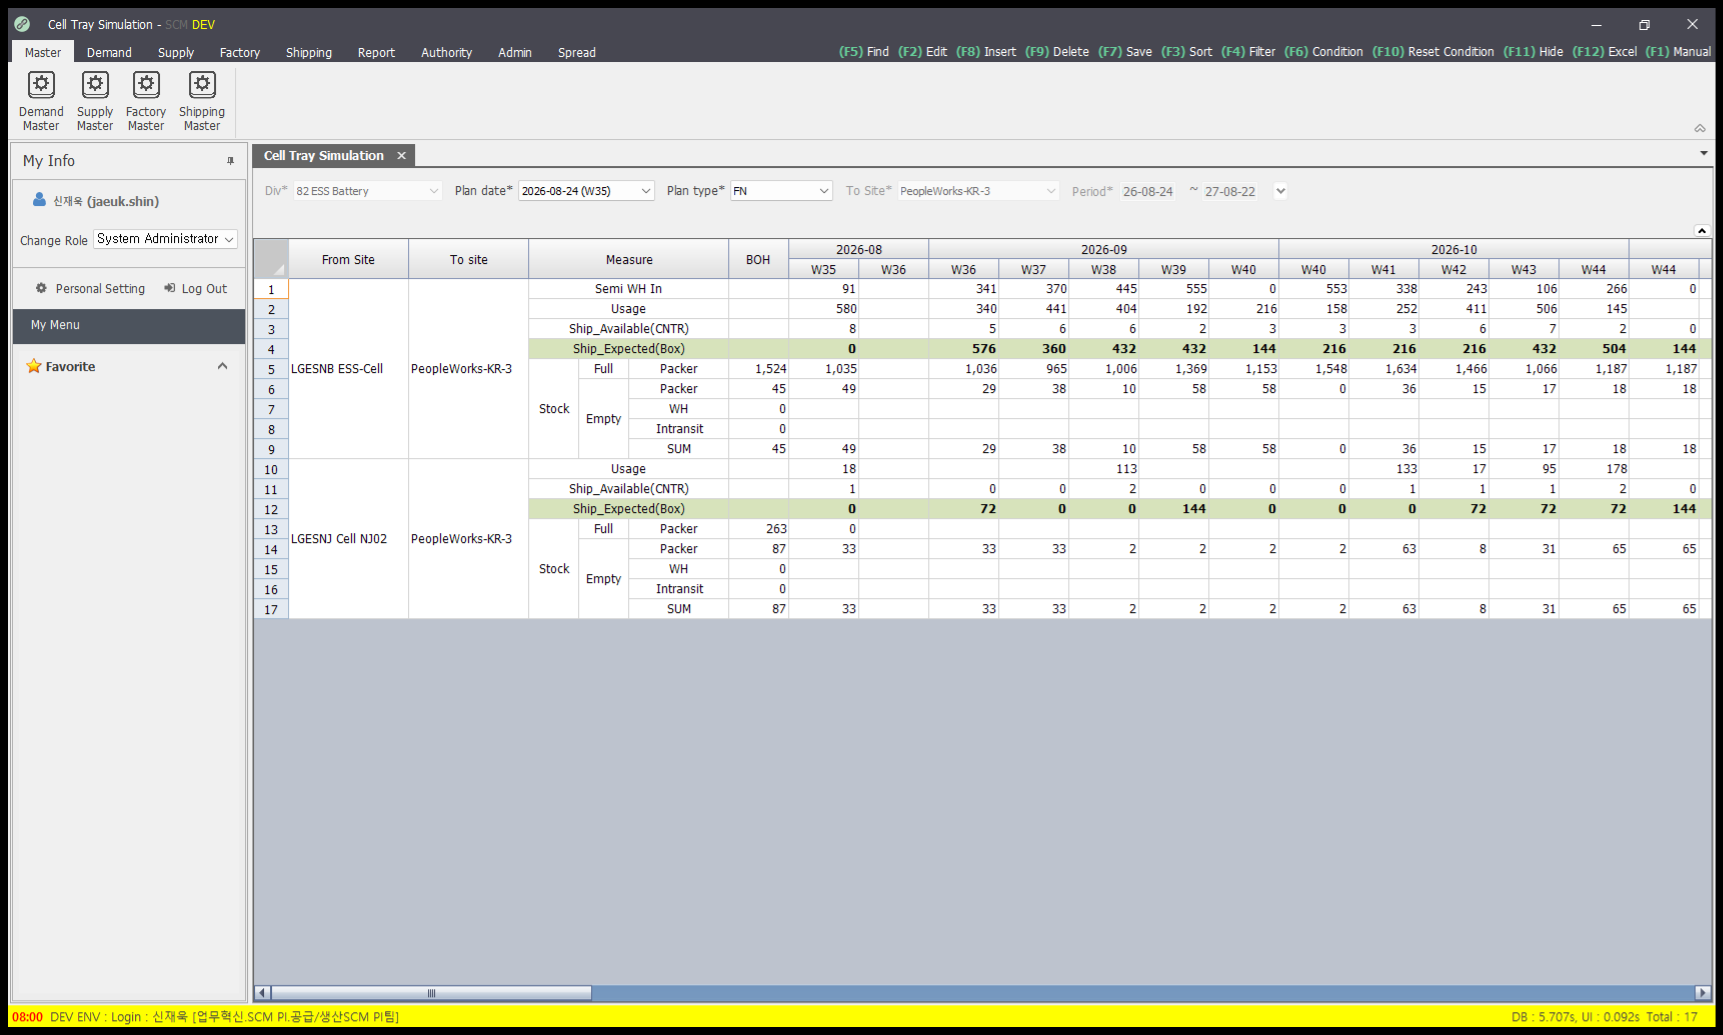 Cell Tray Simulation - SCM DEV
Master Demand Supply Factory Shipping Report Authority Admin Spread (F5) Find (F2) Edit (F8) Insert (F9) Delete (F7) Save (F3) Sort (F4) Filter (F6) Condition (F10) Reset Condition (F11) Hide (F12) Excel (F1) Manual
Demand Master Supply Master Factory Master Shipping Master
My Info
신재욱 (jaeuk.shin)
Change Role System Administrator
Personal Setting Log Out
My Menu
Favorite
Cell Tray Simulation
Div* 82 ESS Battery Plan date* 2026-08-24 (W35) Plan type* FN To Site* PeopleWorks-KR-3 Period* 26-08-24 ~ 27-08-22
From Site To site Measure BOH 2026-08 2026-09 2026-10
W35 W36 W36 W37 W38 W39 W40 W40 W41 W42 W43 W44 W44
1 Semi WH In 91 341 370 445 555 0 553 338 243 106 266 0
2 Usage 580 340 441 404 192 216 158 252 411 506 145
3 Ship_Available(CNTR) 8 5 6 6 2 3 3 3 6 7 2 0
4 Ship_Expected(Box) 0 576 360 432 432 144 216 216 216 432 504 144
5 LGESNB ESS-Cell PeopleWorks-KR-3 Full Packer 1,524 1,035 1,036 965 1,006 1,369 1,153 1,548 1,634 1,466 1,066 1,187 1,187
6 Packer 45 49 29 38 10 58 58 0 36 15 17 18 18
7 Stock Empty WH 0
8 Intransit 0
9 SUM 45 49 29 38 10 58 58 0 36 15 17 18 18
10 Usage 18 113 133 17 95 178
11 Ship_Available(CNTR) 1 0 0 2 0 0 0 1 1 1 2 0
12 Ship_Expected(Box) 0 72 0 0 144 0 0 0 72 72 72 144
13 LGESNJ Cell NJ02 PeopleWorks-KR-3 Full Packer 263 0
14 Packer 87 33 33 33 2 2 2 2 63 8 31 65 65
15 Stock Empty WH 0
16 Intransit 0
17 SUM 87 33 33 33 2 2 2 2 63 8 31 65 65
08:00 DEV ENV : Login : 신재욱 [업무혁신.SCM PI.공급/생산SCM PI팀] DB : 5.707s, UI : 0.092s Total : 17